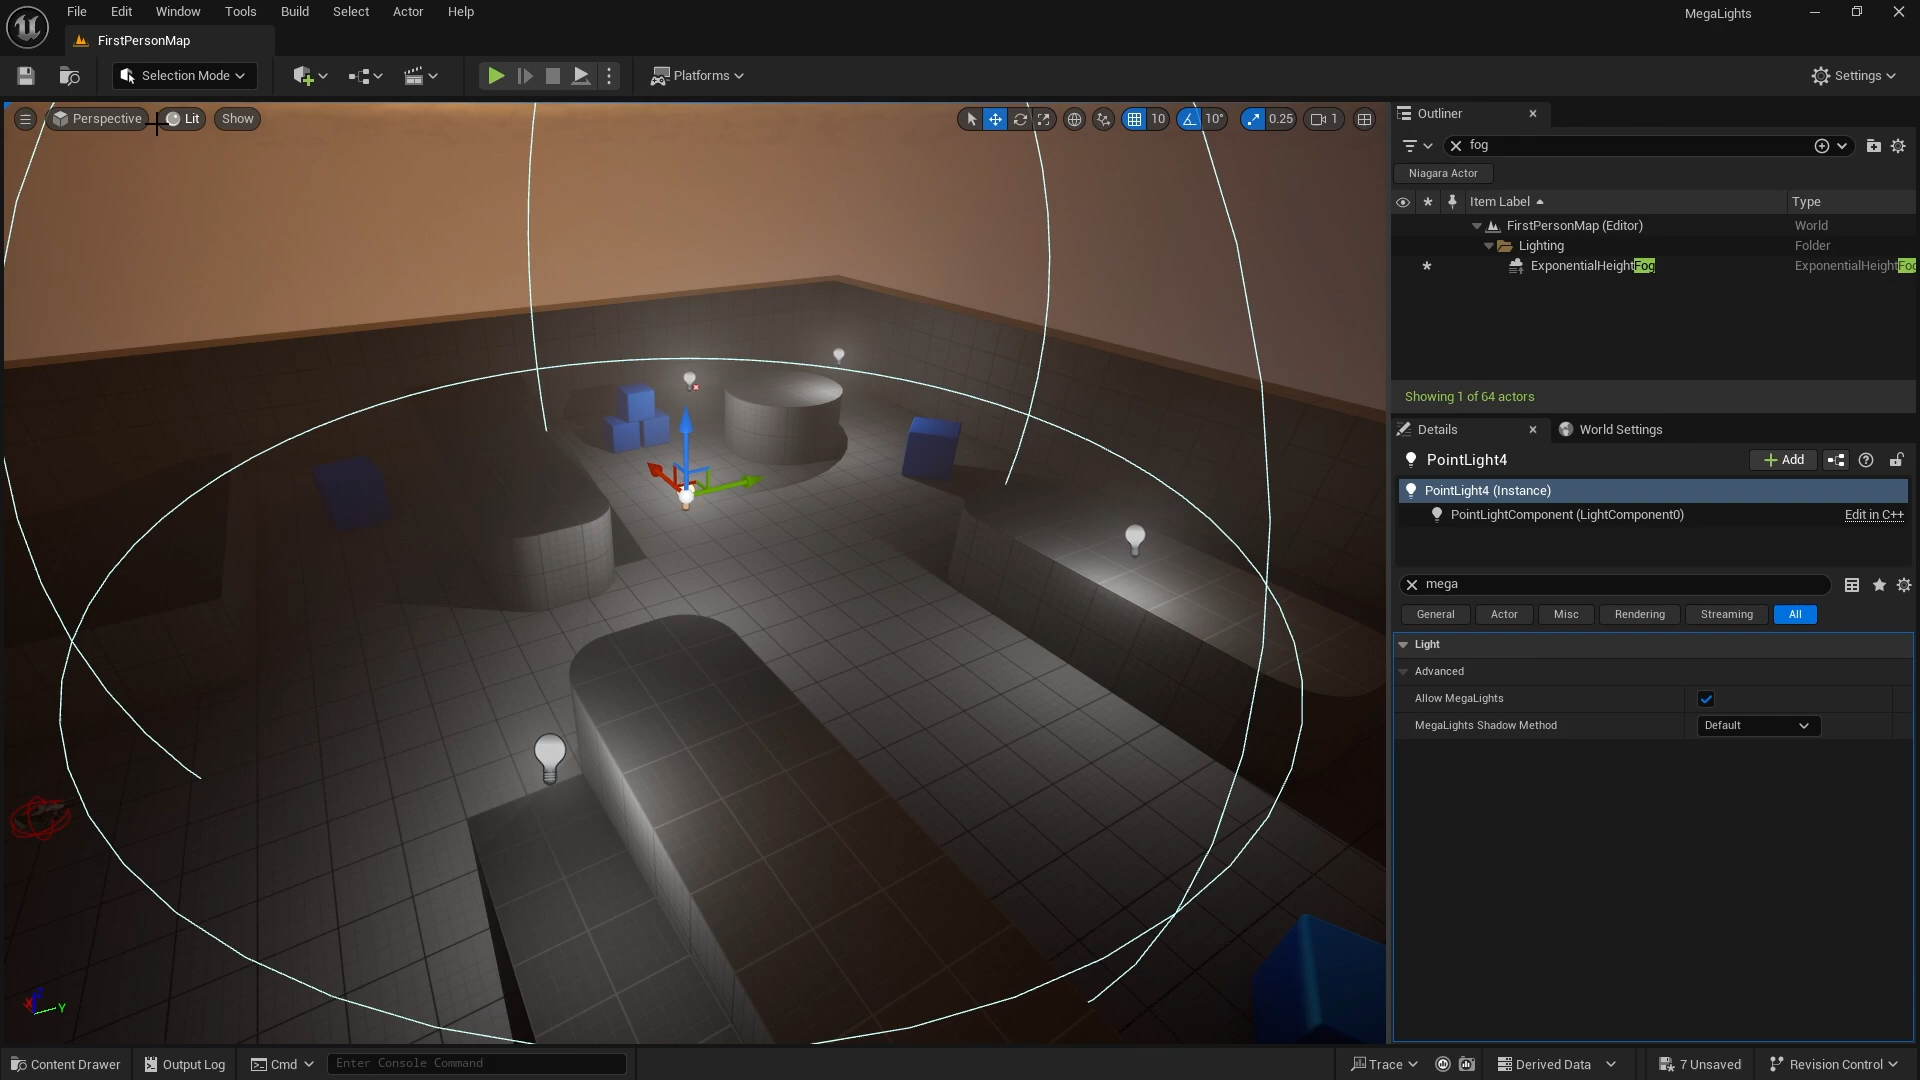 File Edit Window Tools Build Select Actor Help
MegaLights
FirstPersonMap
Selection Mode
Platforms
Settings
Perspective Lit Show
10 10° 0.25 1
Outliner
fog
Niagara Actor
Item Label Type
FirstPersonMap (Editor) World
Lighting Folder
ExponentialHeightFog ExponentialHeightFog
Showing 1 of 64 actors
Details World Settings
PointLight4 Add
PointLight4 (Instance)
PointLightComponent (LightComponent0) Edit in C++
mega
General Actor Misc Rendering Streaming All
Light
Advanced
Allow MegaLights
MegaLights Shadow Method Default
X Z Y
Content Drawer Output Log Cmd Enter Console Command Trace Derived Data 7 Unsaved Revision Control